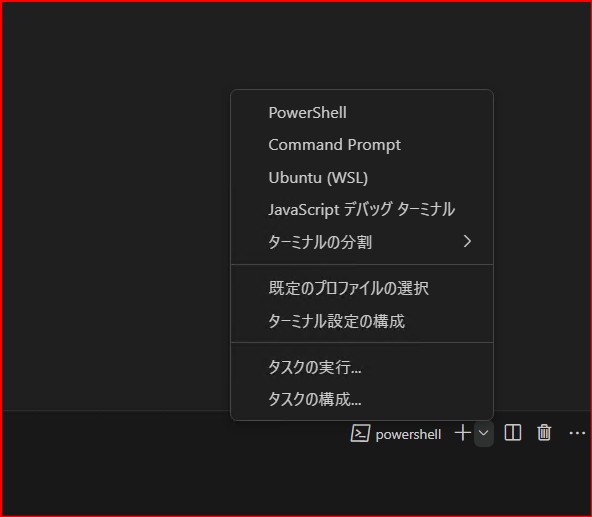 PowerShell
Command Prompt
Ubuntu (WSL)
JavaScript デバッグ ターミナル
ターミナルの分割
既定のプロファイルの選択
ターミナル設定の構成
タスクの実行...
タスクの構成...
powershell